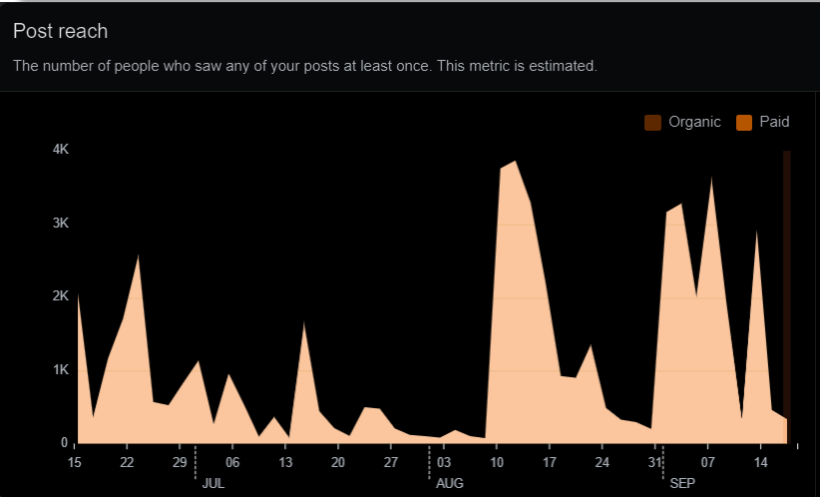 Post reach
The number of people who saw any of your posts at least once. This metric is estimated.
Organic Paid
4K
3K
2K
1K
0
15 22 29 06 13 20 27 03 10 17 24 31 07 14
JUL AUG SEP